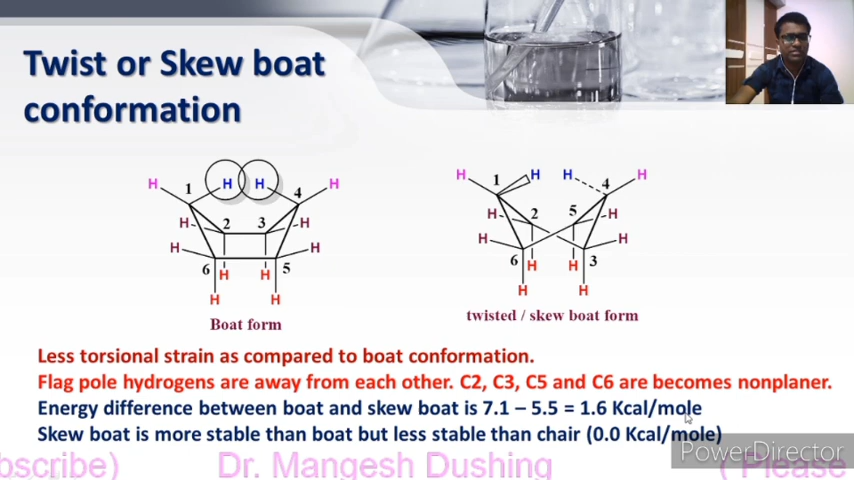 Twist or Skew boat
conformation
H 1 H H 4 H
H 2 3 H
H H
6 H H 5
H H
Boat form
H 1 H H 4 H
H 2 5 H
H H
6 H H 3
H H
twisted / skew boat form
Less torsional strain as compared to boat conformation.
Flag pole hydrogens are away from each other. C2, C3, C5 and C6 are becomes nonplaner.
Energy difference between boat and skew boat is 7.1 – 5.5 = 1.6 Kcal/mole
Skew boat is more stable than boat but less stable than chair (0.0 Kcal/mole)
PowerDirector
bscribe) Dr. Mangesh Dushing ( Please